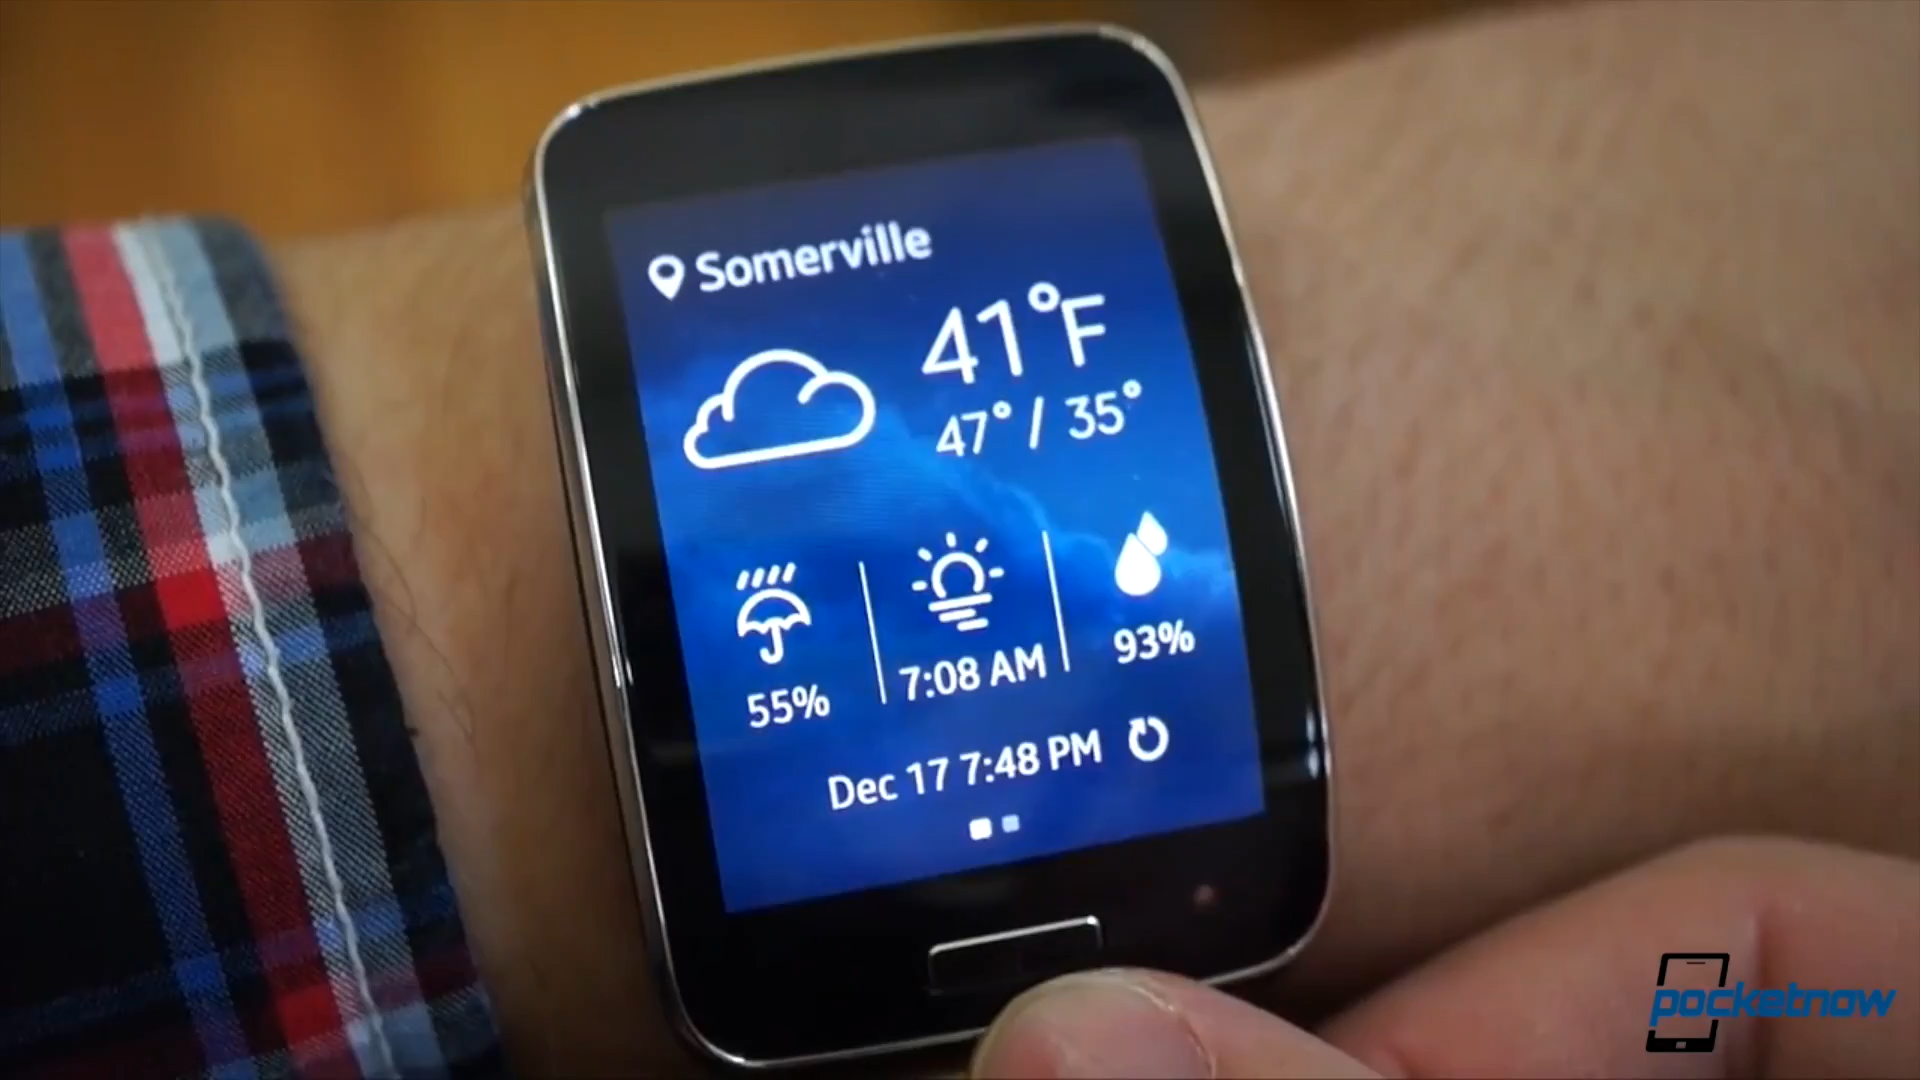 Somerville
41°F
47° / 35°
55%
7:08 AM
93%
Dec 17 7:48 PM
pocketnow